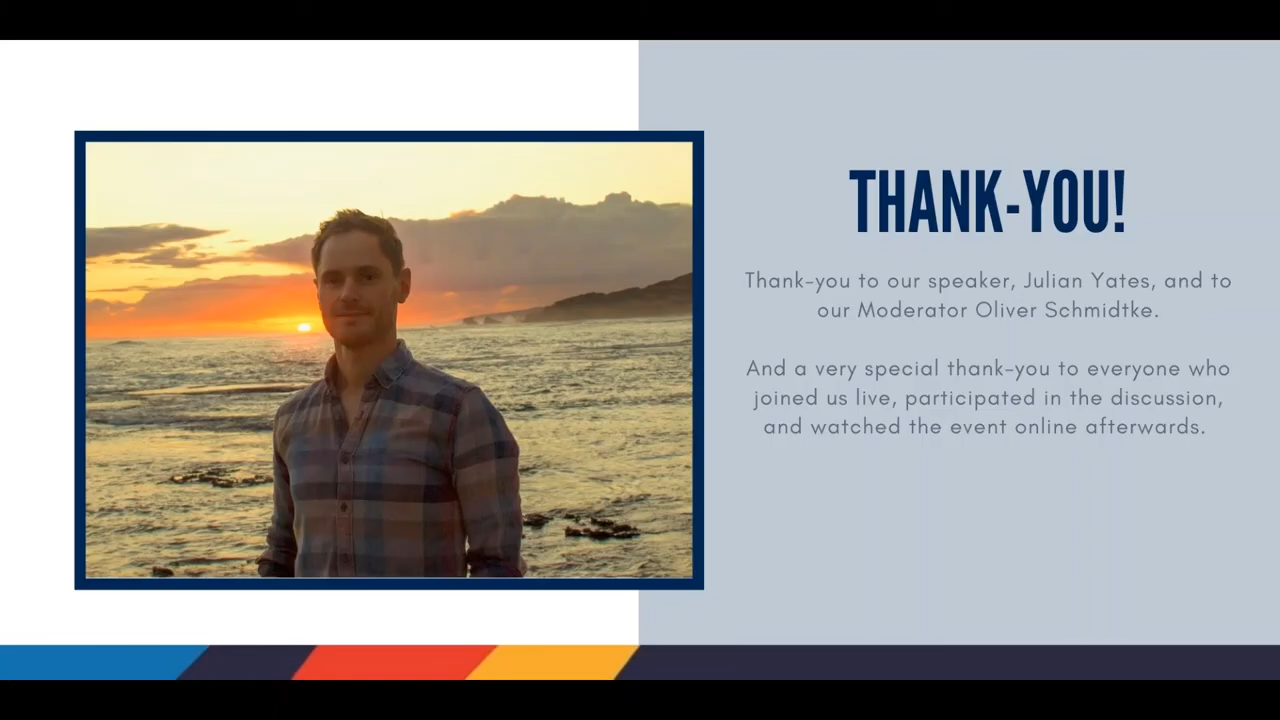 THANK-YOU!
Thank-you to our speaker, Julian Yates, and to
our Moderator Oliver Schmidtke.
And a very special thank-you to everyone who
joined us live, participated in the discussion,
and watched the event online afterwards.